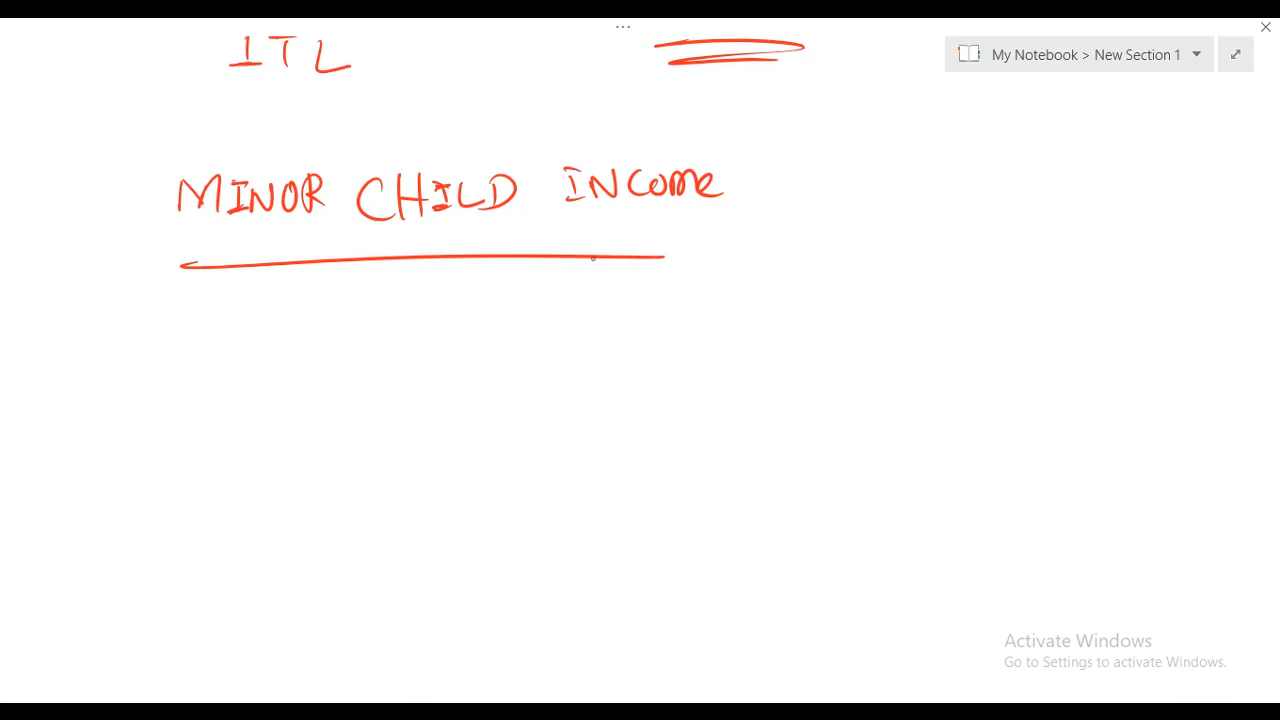 ...
ITL
My Notebook > New Section 1
MINOR CHILD INCOME
Activate Windows
Go to Settings to activate Windows.